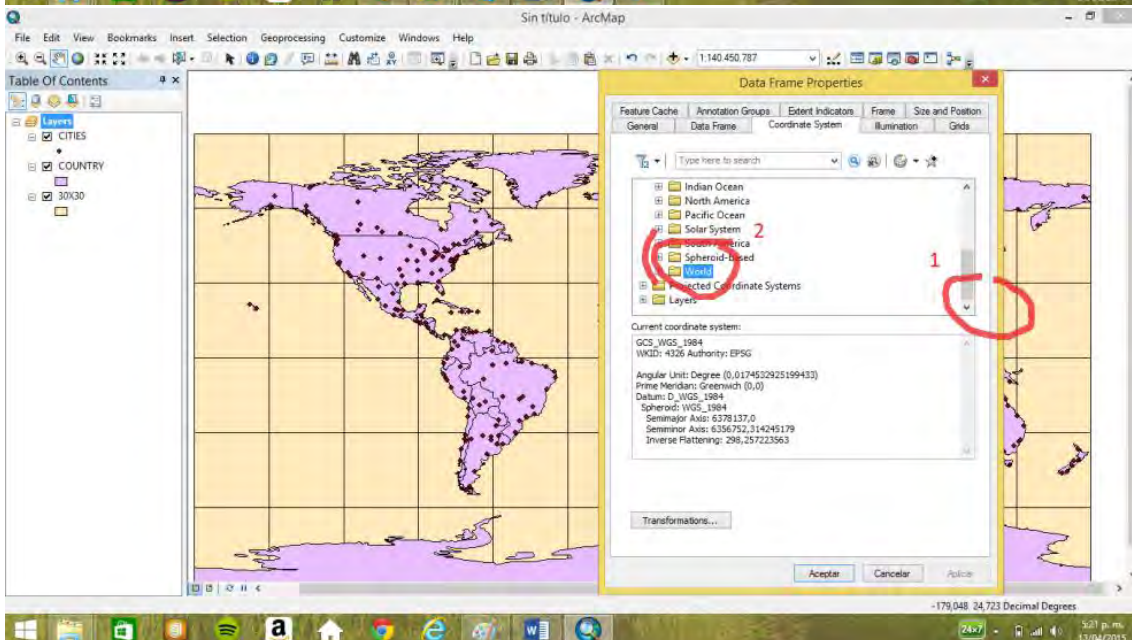 Sin título - ArcMap
File Edit View Bookmarks Insert Selection Geoprocessing Customize Windows Help
1:140.450.787
Table Of Contents
Layers
CITIES
COUNTRY
30X30
Data Frame Properties
Feature Cache Annotation Groups Extent Indicators Frame Size and Position
General Data Frame Coordinate System Illumination Grids
Type here to search
Indian Ocean
North America
Pacific Ocean
Solar System
2
South America
Spheroid-based
1
World
Projected Coordinate Systems
Layers
Current coordinate system:
GCS_WGS_1984
WKID: 4326 Authority: EPSG
Angular Unit: Degree (0,0174532925199433)
Prime Meridian: Greenwich (0,0)
Datum: D_WGS_1984
Spheroid: WGS_1984
Semimajor Axis: 6378137,0
Semiminor Axis: 6356752,314245179
Inverse Flattening: 298,257223563
Transformations...
Aceptar Cancelar Aplicar
-179,048 24,723 Decimal Degrees
24x7
5:21 p. m.
13/04/2015